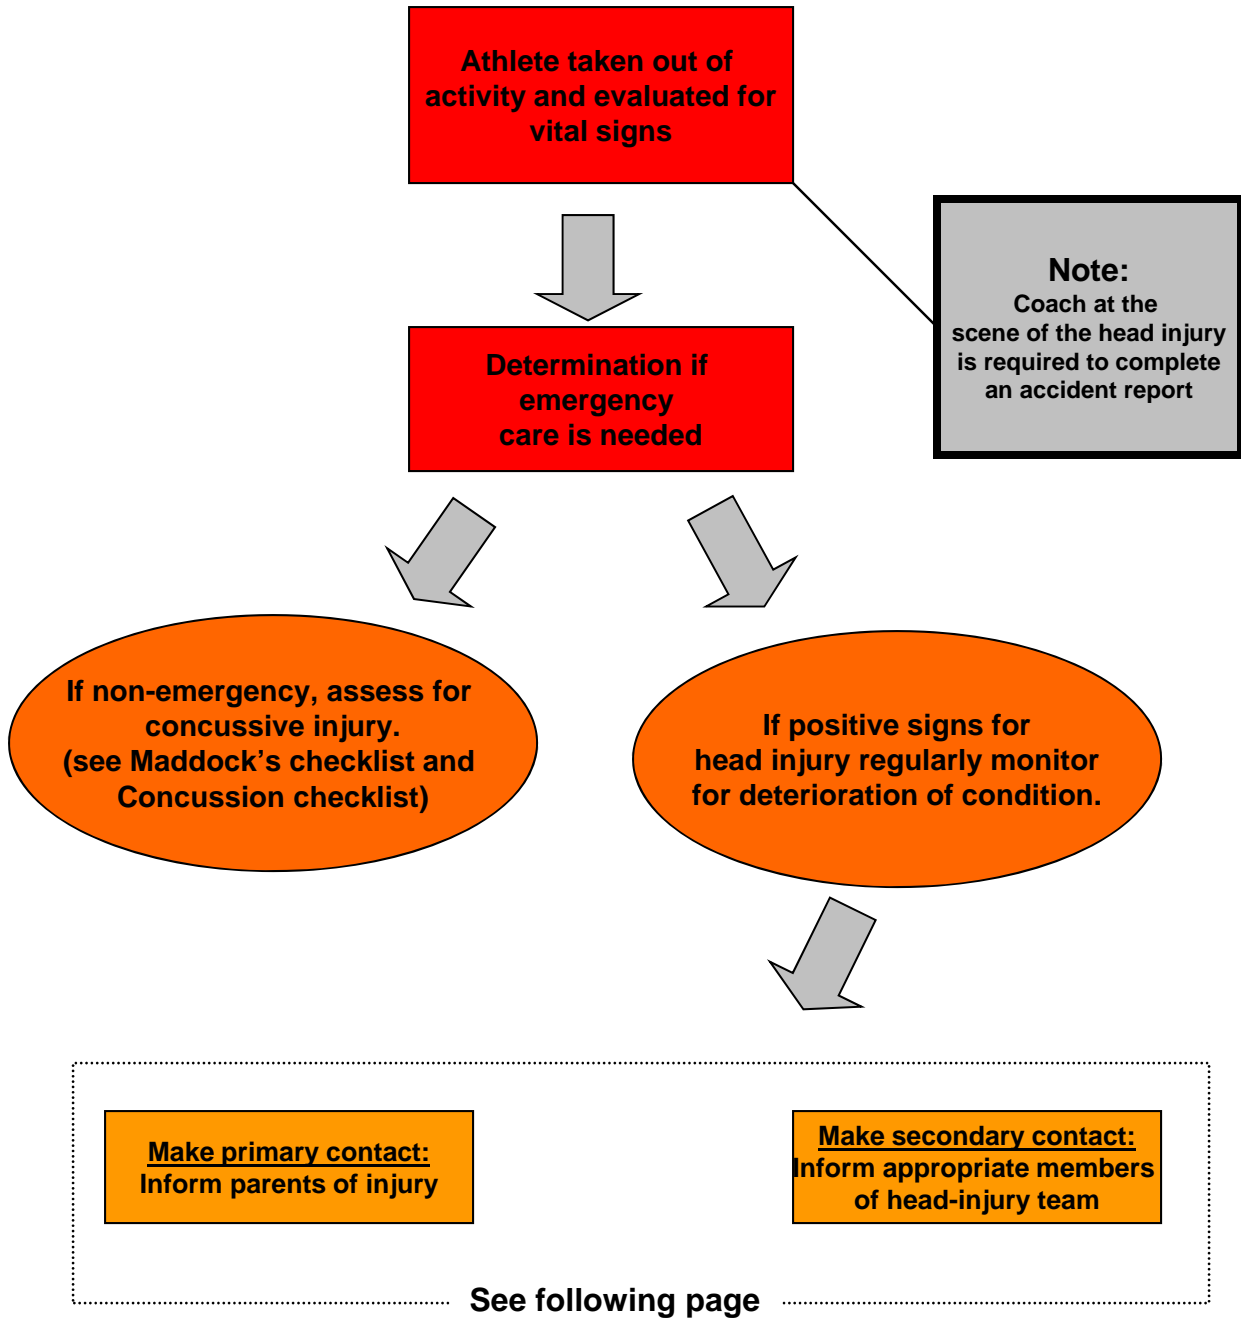 Athlete taken out of
activity and evaluated for
vital signs
Note:
Coach at the
scene of the head injury
is required to complete
an accident report
Determination if
emergency
care is needed
If non-emergency, assess for
concussive injury.
(see Maddock’s checklist and
Concussion checklist)
If positive signs for
head injury regularly monitor
for deterioration of condition.
Make primary contact:
Inform parents of injury
Make secondary contact:
Inform appropriate members
of head-injury team
See following page